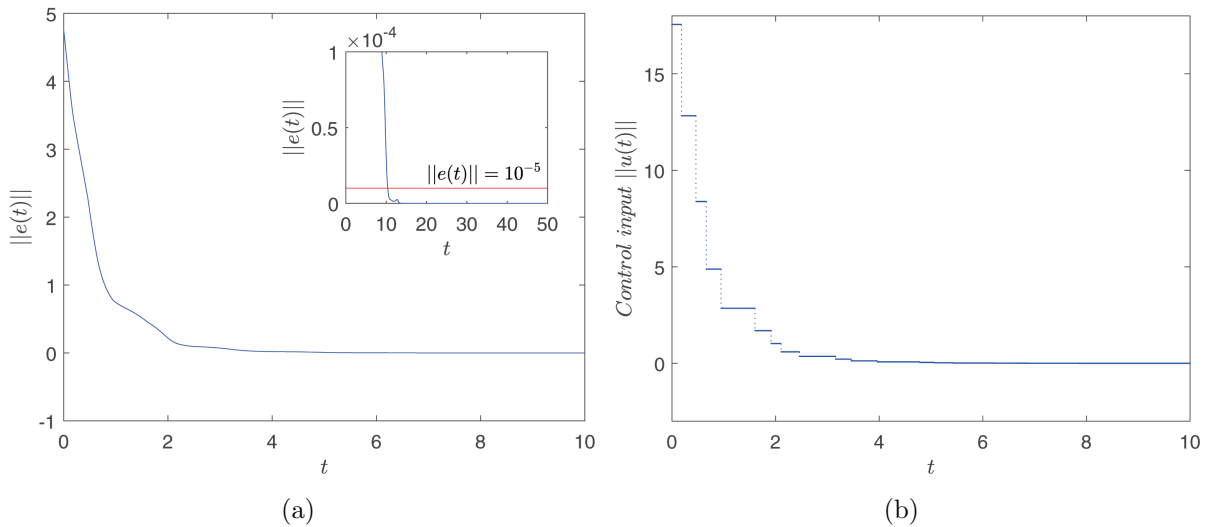 5
4
3
2
1
0
-1
||e(t)||
0 2 4 6 8 10
t
×10⁻⁴
1
0.5
0
||e(t)||
||e(t)|| = 10⁻⁵
0 10 20 30 40 50
t
(a)
15
10
5
0
Control input ||u(t)||
0 2 4 6 8 10
t
(b)